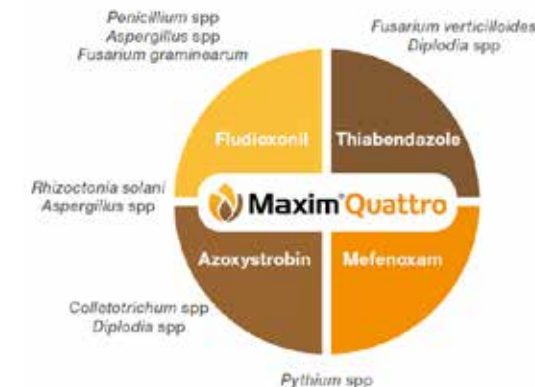 Penicillium spp
Aspergillus spp
Fusarium graminearum
Fusarium verticilloides
Diplodia spp
Fludioxonil
Thiabendazole
Rhizoctonia solani
Aspergillus spp
Maxim® Quattro
Azoxystrobin
Mefenoxam
Colletotrichum spp
Diplodia spp
Pythium spp